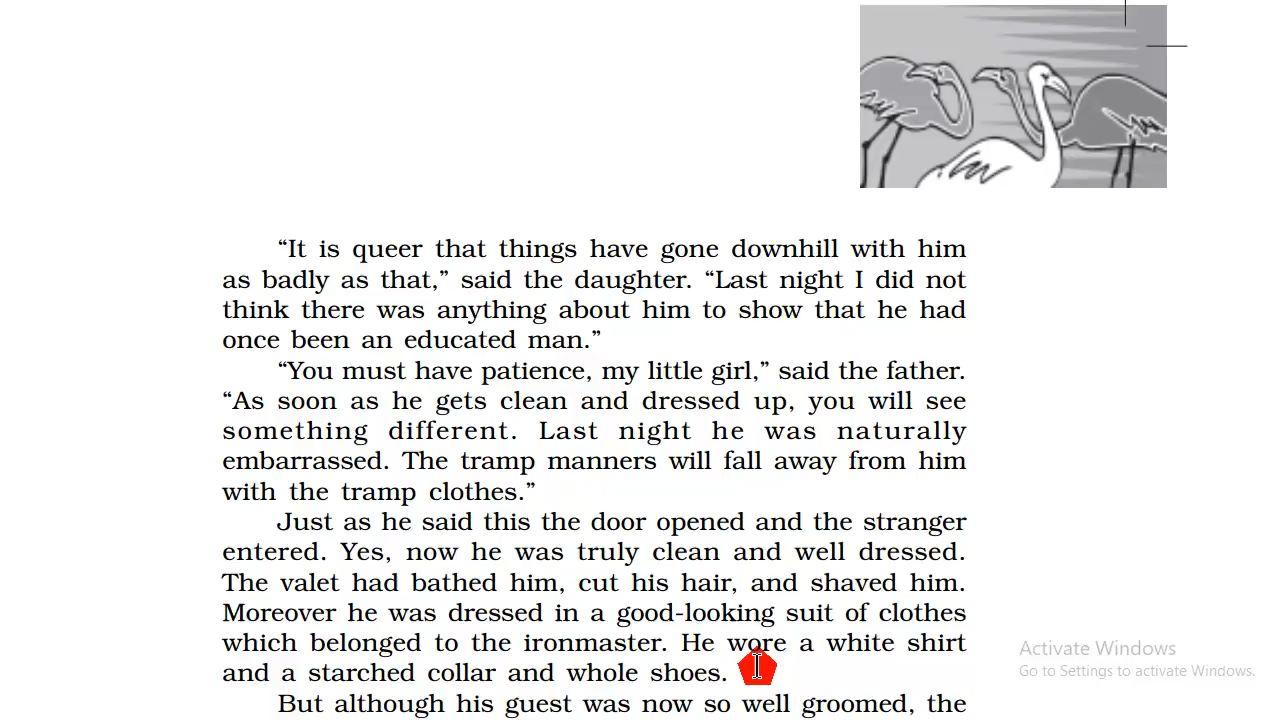 “It is queer that things have gone downhill with him
as badly as that,” said the daughter. “Last night I did not
think there was anything about him to show that he had
once been an educated man.”
“You must have patience, my little girl,” said the father.
“As soon as he gets clean and dressed up, you will see
something different. Last night he was naturally
embarrassed. The tramp manners will fall away from him
with the tramp clothes.”
Just as he said this the door opened and the stranger
entered. Yes, now he was truly clean and well dressed.
The valet had bathed him, cut his hair, and shaved him.
Moreover he was dressed in a good-looking suit of clothes
which belonged to the ironmaster. He wore a white shirt
and a starched collar and whole shoes.
But although his guest was now so well groomed, the
Activate Windows
Go to Settings to activate Windows.